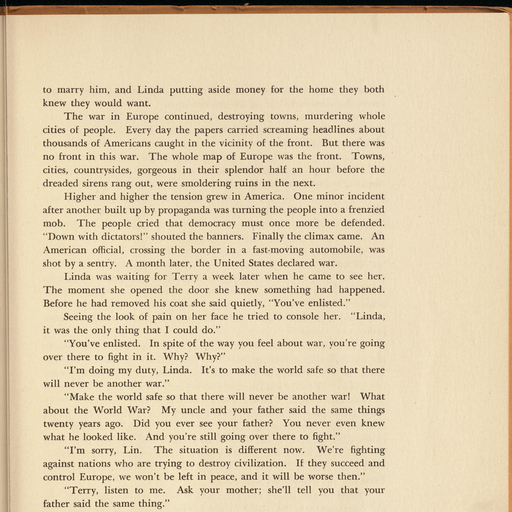 to marry him, and Linda putting aside money for the home they both
knew they would want.
The war in Europe continued, destroying towns, murdering whole
cities of people. Every day the papers carried screaming headlines about
thousands of Americans caught in the vicinity of the front. But there was
no front in this war. The whole map of Europe was the front. Towns,
cities, countrysides, gorgeous in their splendor half an hour before the
dreaded sirens rang out, were smoldering ruins in the next.
Higher and higher the tension grew in America. One minor incident
after another built up by propaganda was turning the people into a frenzied
mob. The people cried that democracy must once more be defended.
"Down with dictators!" shouted the banners. Finally the climax came. An
American official, crossing the border in a fast-moving automobile, was
shot by a sentry. A month later, the United States declared war.
Linda was waiting for Terry a week later when he came to see her.
The moment she opened the door she knew something had happened.
Before he had removed his coat she said quietly, "You've enlisted."
Seeing the look of pain on her face he tried to console her. "Linda,
it was the only thing that I could do."
"You've enlisted. In spite of the way you feel about war, you're going
over there to fight in it. Why? Why?"
"I'm doing my duty, Linda. It's to make the world safe so that there
will never be another war."
"Make the world safe so that there will never be another war! What
about the World War? My uncle and your father said the same things
twenty years ago. Did you ever see your father? You never even knew
what he looked like. And you're still going over there to fight."
"I'm sorry, Lin. The situation is different now. We're fighting
against nations who are trying to destroy civilization. If they succeed and
control Europe, we won't be left in peace, and it will be worse then."
"Terry, listen to me. Ask your mother; she'll tell you that your
father said the same thing."